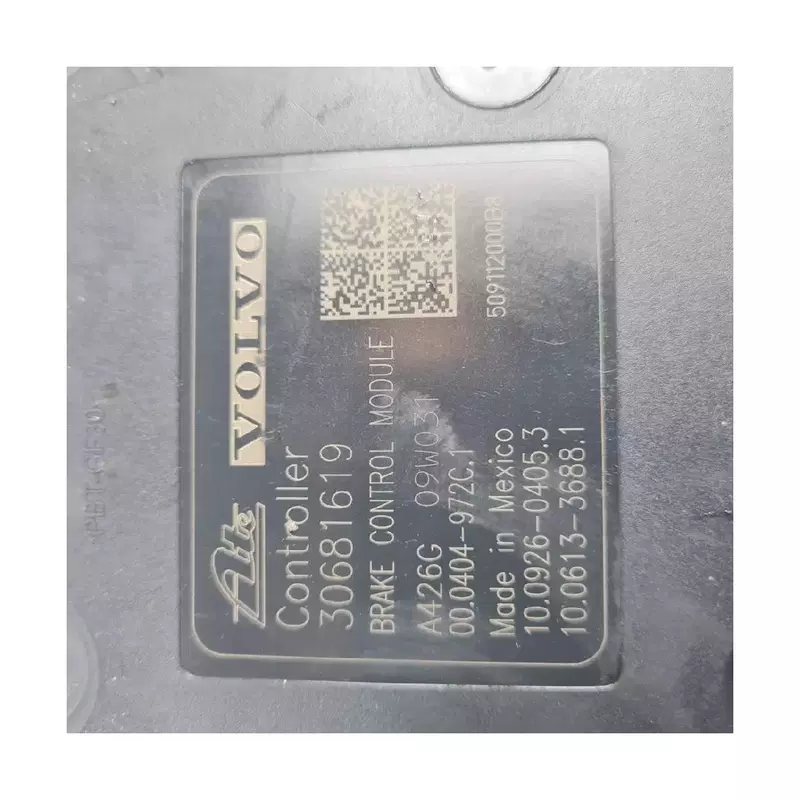 Ate VOLVO
Controller
30681619
BRAKE CONTROL MODULE
A426G 09W031
00.0404-972C.1
Made in Mexico
10.0926-0405.3
10.0613-3688.1